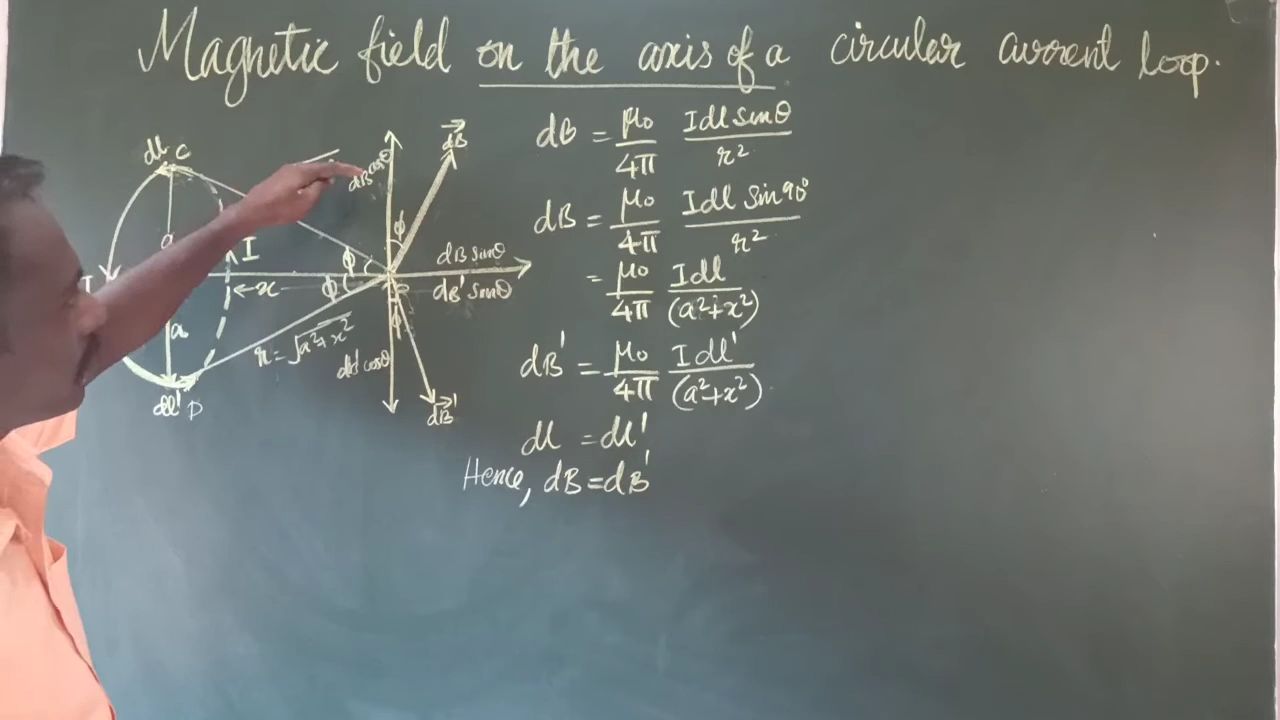 Magnetic field on the axis of a circular current loop.
dB = μ₀/4π Idl sinθ/r²
dB = μ₀/4π Idl sin90°/r²
= μ₀/4π Idl/(a²+x²)
dB' = μ₀/4π Idl'/(a²+x²)
dl = dl'
Hence, dB = dB'
dl C
dB cosθ
dB
ϕ
a
I
ϕ
dB sinθ
I
x
ϕ
dB' sinθ
a
r = √a²+x²
ϕ
dB' cosθ
dl' D
dB'